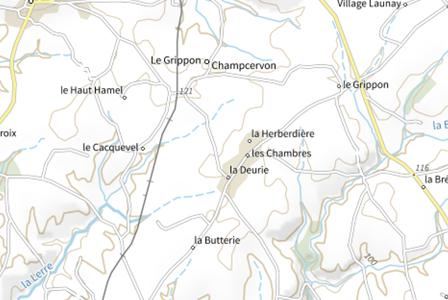 Village Launay
Le Grippon
Champcervon
le Haut Hamel
121
le Grippon
roix
la Herberdière
le Cacquevel
les Chambres
la Deurie
116
la Bré
la Butterie
100
la Lerre